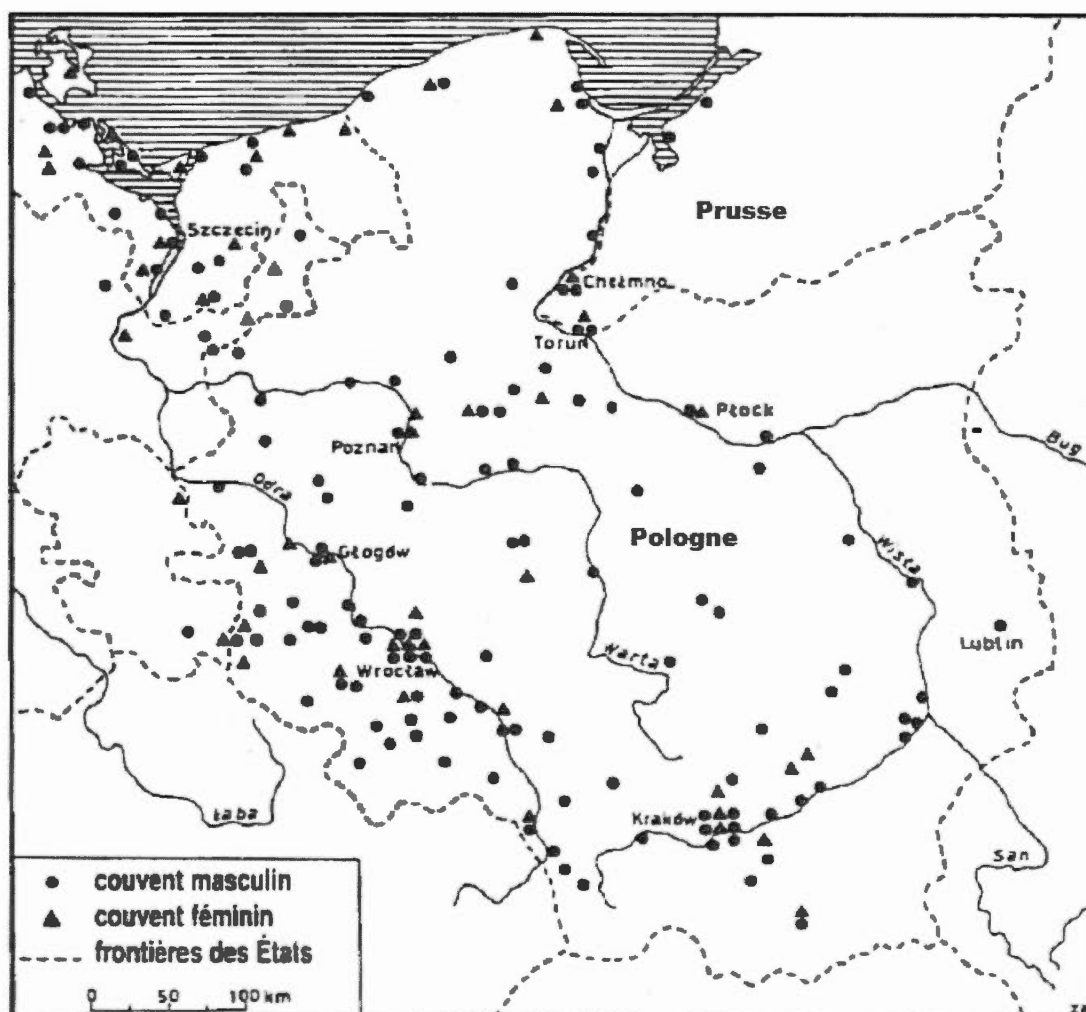 Szczecin
Prusse
Chełmno
Toruń
Płock
Bug
Poznań
Odra
Pologne
Głogów
Wisła
Lublin
Warta
Wrocław
Łaba
Kraków
San
couvent masculin
couvent féminin
frontières des États
0 50 100 km